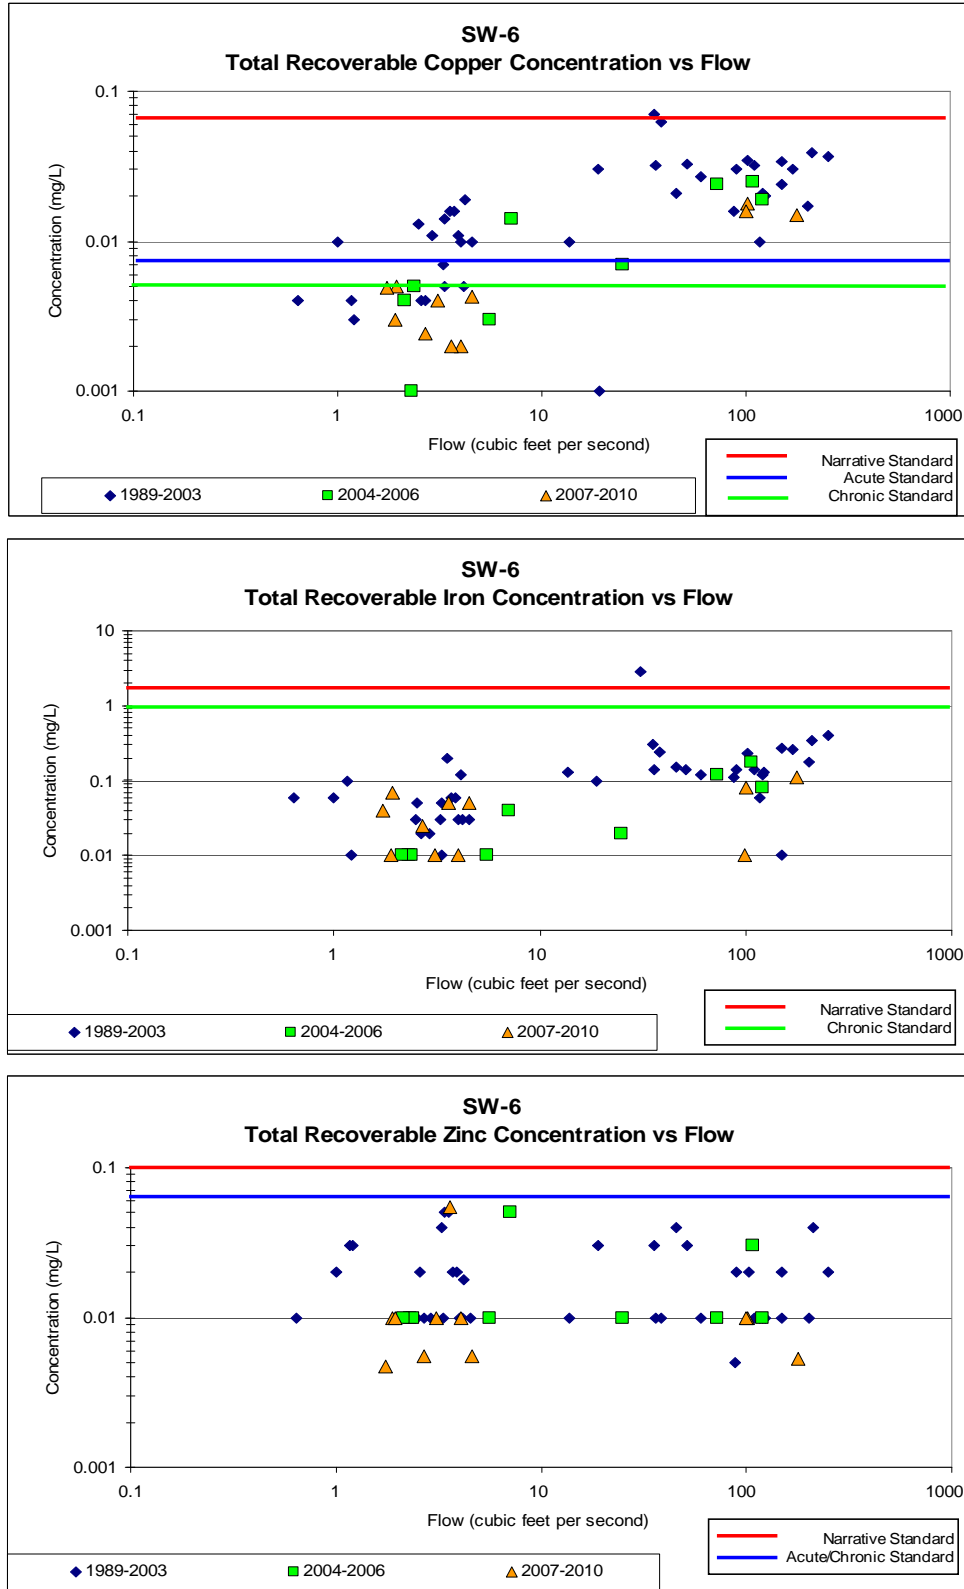 SW-6
Total Recoverable Copper Concentration vs Flow
0.1
0.01
0.001
Concentration (mg/L)
0.1 1 10 100 1000
Flow (cubic feet per second)
Narrative Standard
Acute Standard
Chronic Standard
1989-2003 2004-2006 2007-2010
SW-6
Total Recoverable Iron Concentration vs Flow
10
1
0.1
0.01
0.001
Concentration (mg/L)
0.1 1 10 100 1000
Flow (cubic feet per second)
Narrative Standard
Chronic Standard
1989-2003 2004-2006 2007-2010
SW-6
Total Recoverable Zinc Concentration vs Flow
0.1
0.01
0.001
Concentration (mg/L)
0.1 1 10 100 1000
Flow (cubic feet per second)
Narrative Standard
Acute/Chronic Standard
1989-2003 2004-2006 2007-2010